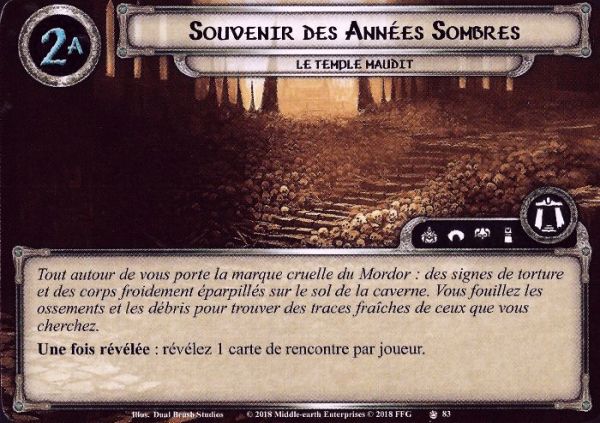 2A
Souvenir des Années Sombres
Le Temple Maudit
Tout autour de vous porte la marque cruelle du Mordor : des signes de torture
et des corps froidement éparpillés sur le sol de la caverne. Vous fouillez les
ossements et les débris pour trouver des traces fraîches de ceux que vous
cherchez.
Une fois révélée : révélez 1 carte de rencontre par joueur.
Illus. Dual Brush Studios © 2018 Middle-earth Enterprises © 2018 FFG 83